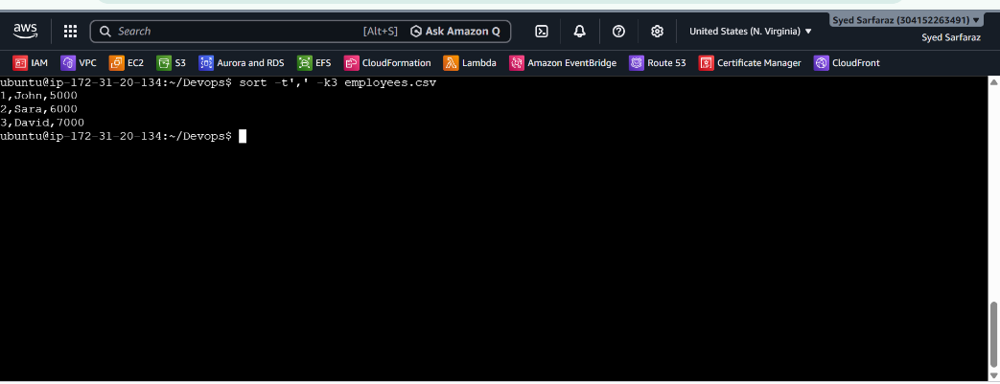 aws
Search [Alt+S] Ask Amazon Q
United States (N. Virginia) ▼
Syed Sarfaraz (304152263491) ▼
Syed Sarfaraz
IAM VPC EC2 S3 Aurora and RDS EFS CloudFormation Lambda Amazon EventBridge Route 53 Certificate Manager CloudFront
ubuntu@ip-172-31-20-134:~/Devops$ sort -t',' -k3 employees.csv
1,John,5000
2,Sara,6000
3,David,7000
ubuntu@ip-172-31-20-134:~/Devops$